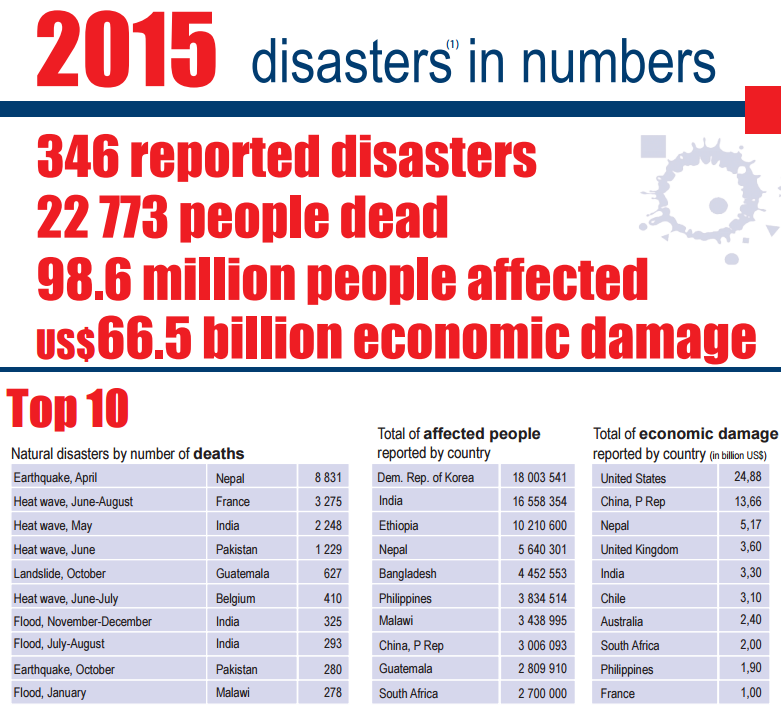 2015 disasters(1) in numbers
346 reported disasters
22 773 people dead
98.6 million people affected
US$66.5 billion economic damage
Top 10
Natural disasters by number of deaths
Earthquake, April Nepal 8 831
Heat wave, June-August France 3 275
Heat wave, May India 2 248
Heat wave, June Pakistan 1 229
Landslide, October Guatemala 627
Heat wave, June-July Belgium 410
Flood, November-December India 325
Flood, July-August India 293
Earthquake, October Pakistan 280
Flood, January Malawi 278
Total of affected people
reported by country
Dem. Rep. of Korea 18 003 541
India 16 558 354
Ethiopia 10 210 600
Nepal 5 640 301
Bangladesh 4 452 553
Philippines 3 834 514
Malawi 3 438 995
China, P Rep 3 006 093
Guatemala 2 809 910
South Africa 2 700 000
Total of economic damage
reported by country (in billion US$)
United States 24,88
China, P Rep 13,66
Nepal 5,17
United Kingdom 3,60
India 3,30
Chile 3,10
Australia 2,40
South Africa 2,00
Philippines 1,90
France 1,00